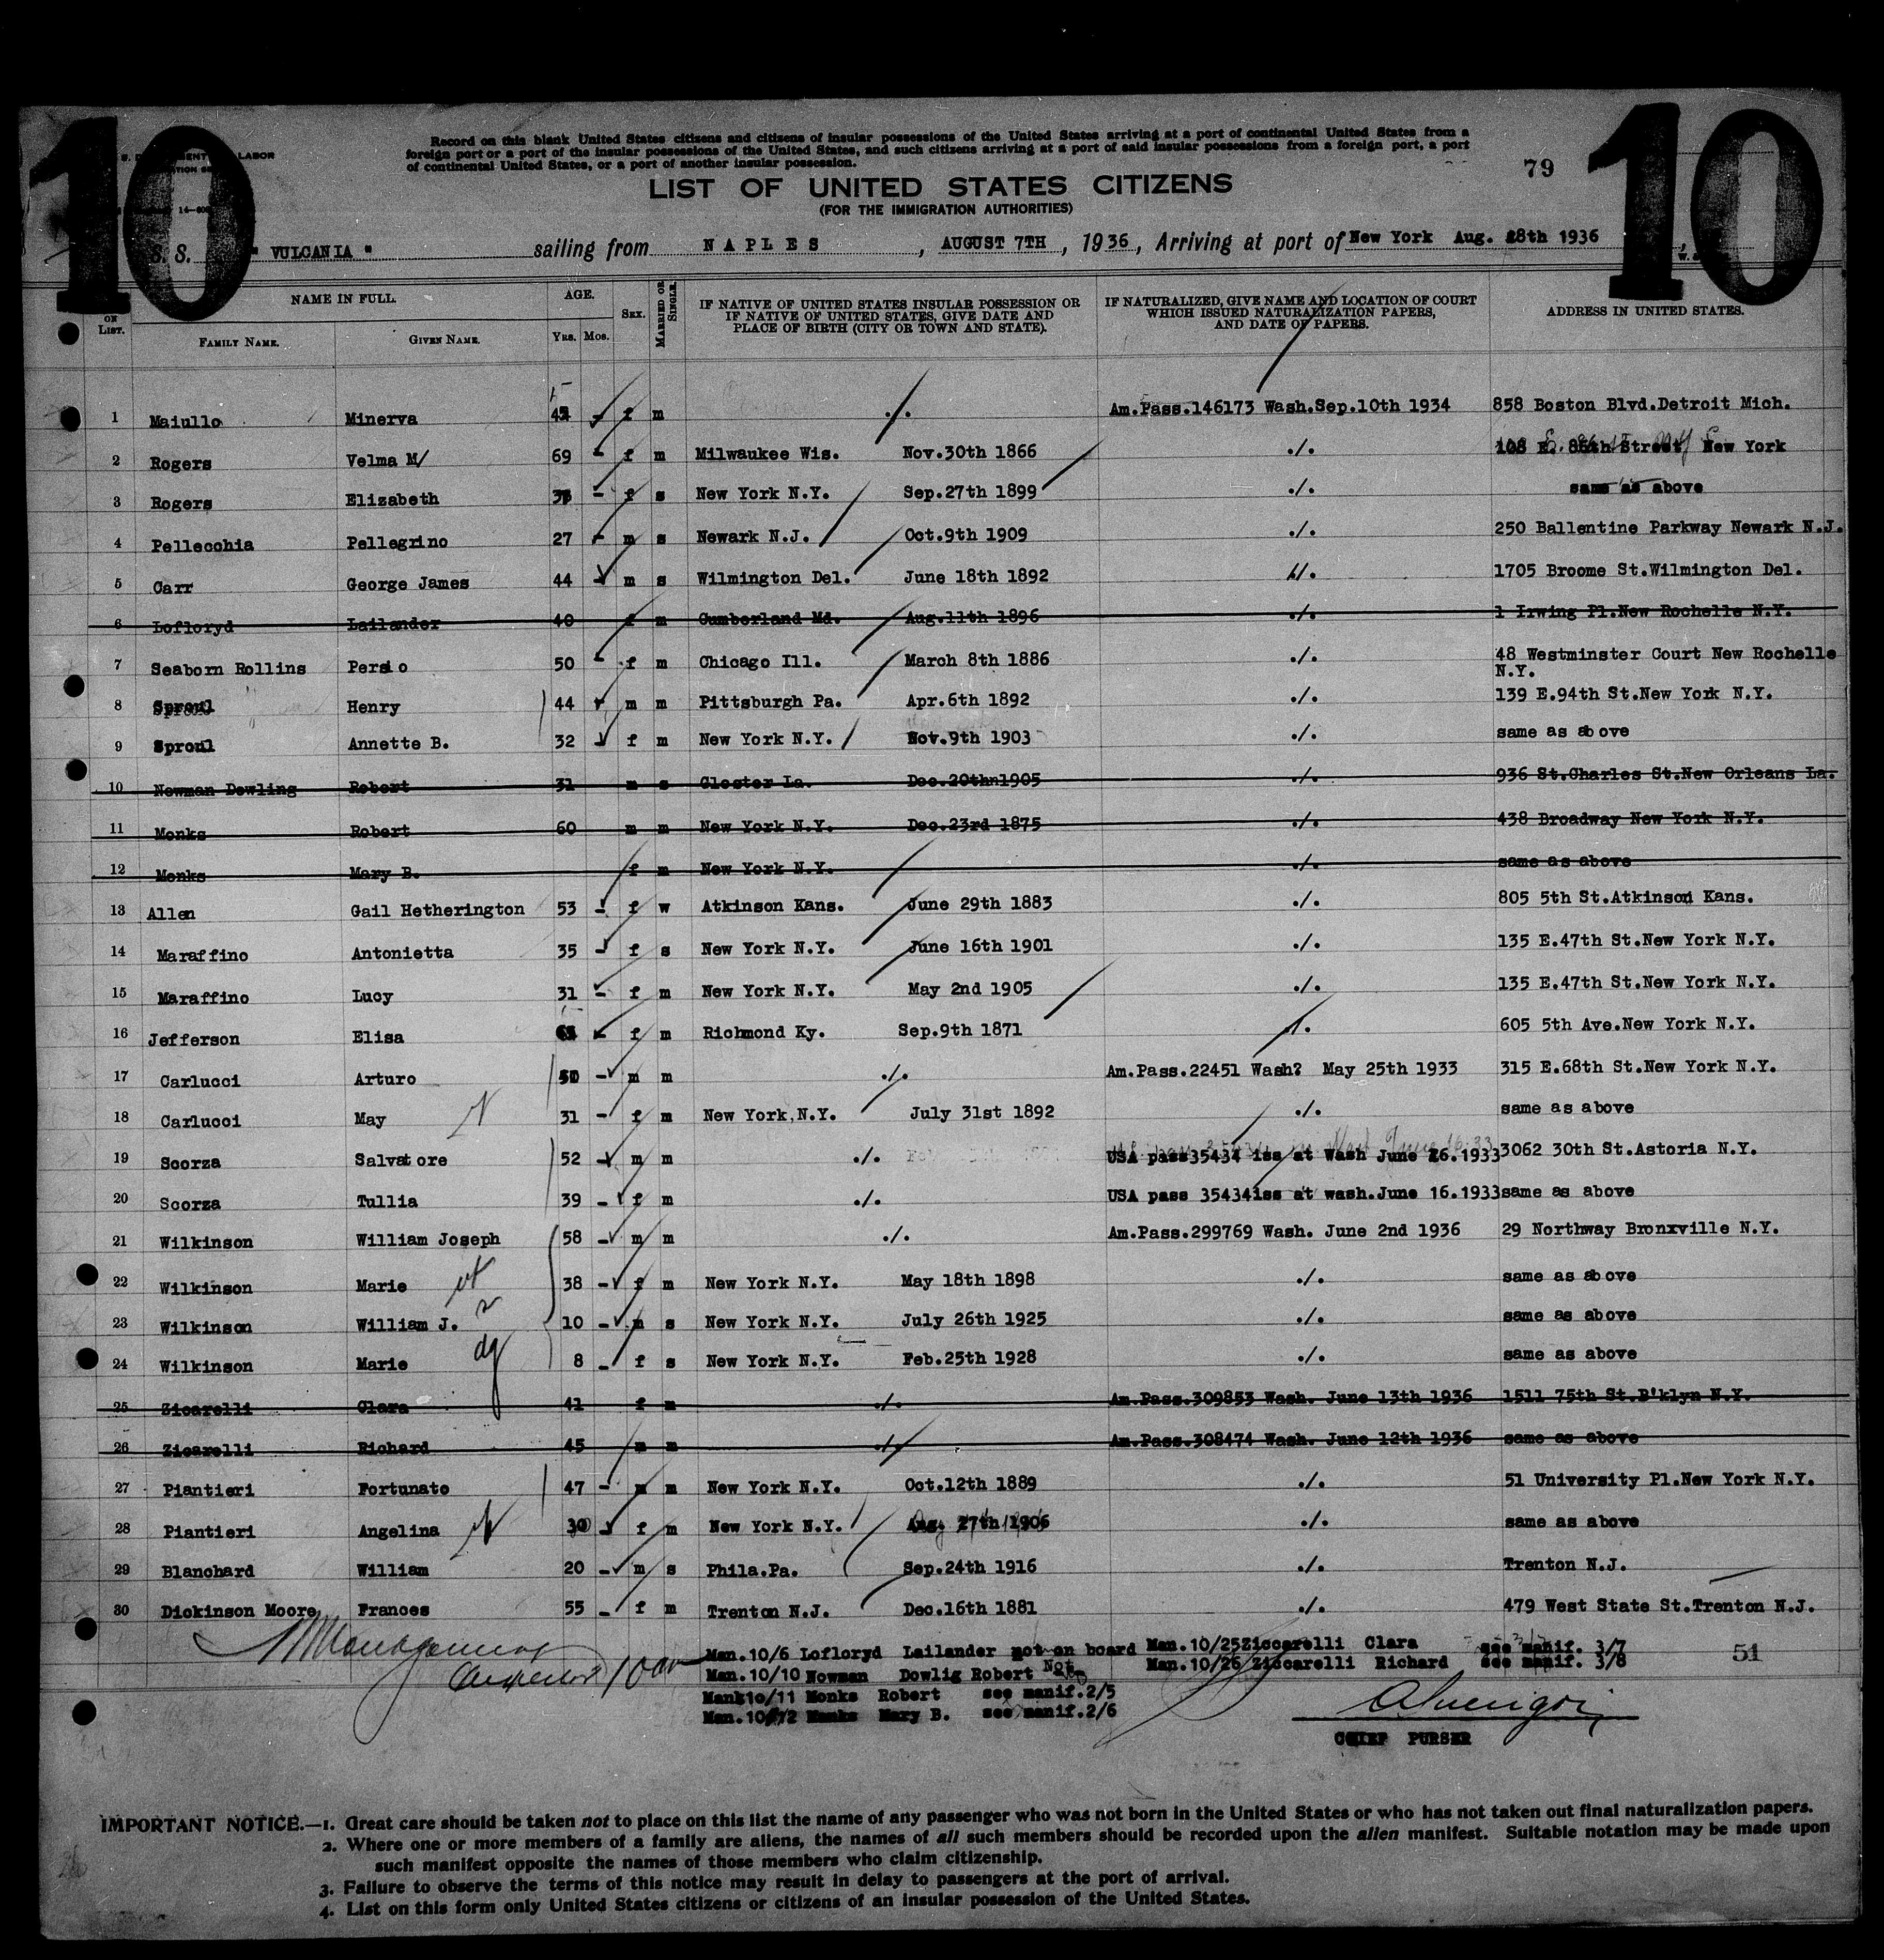 10
10
Record on this blank United States citizens and citizens of insular possessions of the United States arriving at a port of continental United States from a
foreign port or a port of the insular possessions of the United States, and such citizens arriving at a port of said insular possessions from a foreign port, a port
of continental United States, or a port of another insular possession.
79
LIST OF UNITED STATES CITIZENS
(FOR THE IMMIGRATION AUTHORITIES)
S. S. " VULCANIA " sailing from NAPLES, AUGUST 7TH, 1936, Arriving at port of New York Aug. 18th 1936
ON LIST. NAME IN FULL. AGE. SEX. MARRIED OR SINGLE. IF NATIVE OF UNITED STATES INSULAR POSSESSION OR IF NATIVE OF UNITED STATES, GIVE DATE AND PLACE OF BIRTH (CITY OR TOWN AND STATE). IF NATURALIZED, GIVE NAME AND LOCATION OF COURT WHICH ISSUED NATURALIZATION PAPERS, AND DATE OF PAPERS. ADDRESS IN UNITED STATES.
FAMILY NAME. GIVEN NAME. YRS. MOS.
1 Maiullo Minerva f m ./. Am.Pass.146173 Wash.Sep.10th 1934 858 Boston Blvd.Detroit Mich.
2 Rogers Velma M/ 69 - f m Milwaukee Wis. Nov.30th 1866 ./. 108 E. 86th Street New York
3 Rogers Elizabeth - f s New York N.Y. Sep.27th 1899 ./. same as above
4 Pellecchia Pellegrino 27 - m s Newark N.J. Oct.9th 1909 ./. 250 Ballentine Parkway Newark N.J.
5 Carr George James 44 - m s Wilmington Del. June 18th 1892 ./. 1705 Broome St.Wilmington Del.
6 Lofloryd Lailander 40 f m Cumberland Md. Aug.11th 1896 ./. 1 Irwing Pl.New Rochelle N.Y.
7 Seaborn Rollins Persio 50 - f m Chicago Ill. March 8th 1886 ./. 48 Westminster Court New Rochelle
N.Y.
8 Sproul Henry 44 - m m Pittsburgh Pa. Apr.6th 1892 ./. 139 E.94th St.New York N.Y.
9 Sproul Annette B. 32 - f m New York N.Y. Nov.9th 1903 ./. same as above
10 Newman Dowling Robert 31 m s Closter La. Dec.20thn1905 ./. 936 St.Charles St.New Orleans La.
11 Monks Robert 60 m m New York N.Y. Dec.23rd 1875 ./. 438 Broadway New York N.Y.
12 Monks Mary B. f m New York N.Y. ./. same as above
13 Allen Gail Hetherington 53 - f w Atkinson Kans. June 29th 1883 ./. 805 5th St.Atkinson Kans.
14 Maraffino Antonietta 35 - f s New York N.Y. June 16th 1901 ./. 135 E.47th St.New York N.Y.
15 Maraffino Lucy 31 - f m New York N.Y. May 2nd 1905 ./. 135 E.47th St.New York N.Y.
16 Jefferson Elisa - f m Richmond Ky. Sep.9th 1871 ./. 605 5th Ave.New York N.Y.
17 Carlucci Arturo - m m ./. Am.Pass.22451 Wash? May 25th 1933 315 E.68th St.New York N.Y.
18 Carlucci May 31 - f m New York,N.Y. July 31st 1892 ./. same as above
19 Scorza Salvatore 52 - m m ./. USA pass35434 iss at Wash June 16.1933 3062 30th St.Astoria N.Y.
20 Scorza Tullia 39 - f m ./. USA pass 35434iss at wash.June 16.1933 same as above
21 Wilkinson William Joseph 58 - m m ./. Am.Pass.299769 Wash. June 2nd 1936 29 Northway Bronxville N.Y.
22 Wilkinson Marie 38 - f m New York N.Y. May 18th 1898 ./. same as above
23 Wilkinson William J. 10 - m s New York N.Y. July 26th 1925 ./. same as above
24 Wilkinson Marie 8 - f s New York N.Y. Feb.25th 1928 ./. same as above
25 Zicarelli Clara 41 f m ./. Am.Pass.309853 Wash. June 13th 1936 1511 75th St.B'klyn N.Y.
26 Zicarelli Richard 45 m m ./. Am.Pass.308474 Wash. June 12th 1936 same as above
27 Piantieri Fortunato 47 - m m New York N.Y. Oct.12th 1889 ./. 51 University Pl.New York N.Y.
28 Piantieri Angelina 30 - f m New York N.Y. Aug. 27th 1906 ./. same as above
29 Blanchard William 20 - m s Phila.Pa. Sep.24th 1916 ./. Trenton N.J.
30 Dickinson Moore Frances 55 - f m Trenton N.J. Dec.16th 1881 ./. 479 West State St.Trenton N.J.
Man.10/6 Lofloryd Lailander not on board Man.10/25Ziccarelli Clara see manif. 3/7
Man.10/10 Nowman Dowlig Robert Not Man.10/26 Ziccarelli Richard see manif. 3/8
51
Man.10/11 Monks Robert see manif.2/5
Man.10/12 Monks Mary B. see manif.2/6
CHIEF PURSER
IMPORTANT NOTICE.—1. Great care should be taken not to place on this list the name of any passenger who was not born in the United States or who has not taken out final naturalization papers.
2. Where one or more members of a family are aliens, the names of all such members should be recorded upon the alien manifest. Suitable notation may be made upon
such manifest opposite the names of those members who claim citizenship.
3. Failure to observe the terms of this notice may result in delay to passengers at the port of arrival.
4. List on this form only United States citizens or citizens of an insular possession of the United States.